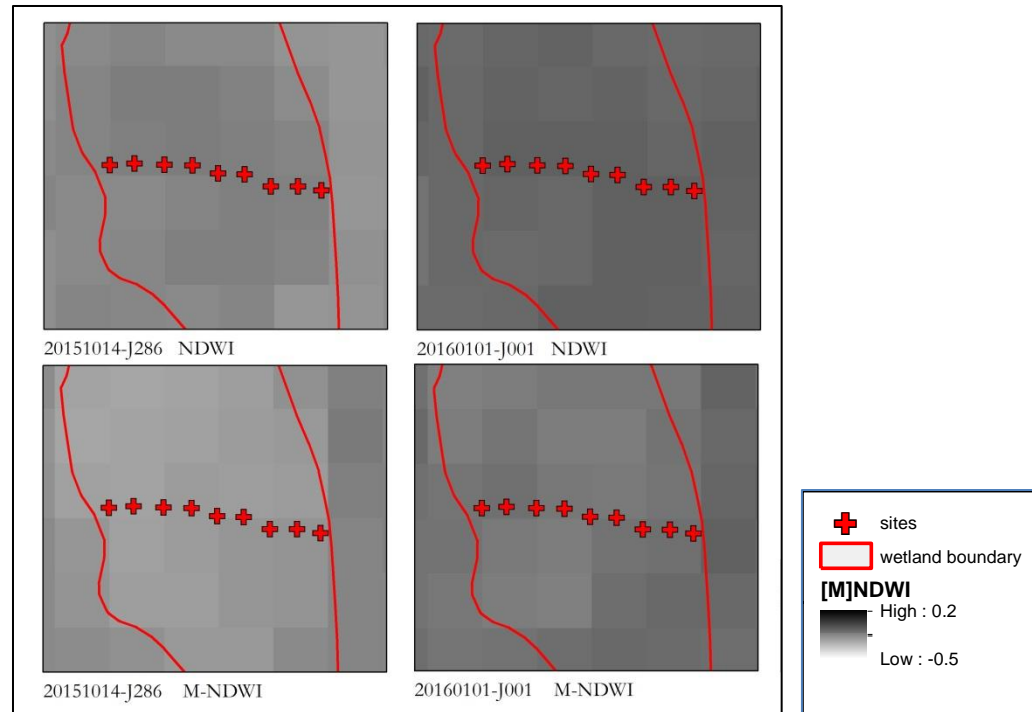 20151014-J286 NDWI
20160101-J001 NDWI
20151014-J286 M-NDWI
20160101-J001 M-NDWI
sites
wetland boundary
[M]NDWI
High : 0.2
Low : -0.5